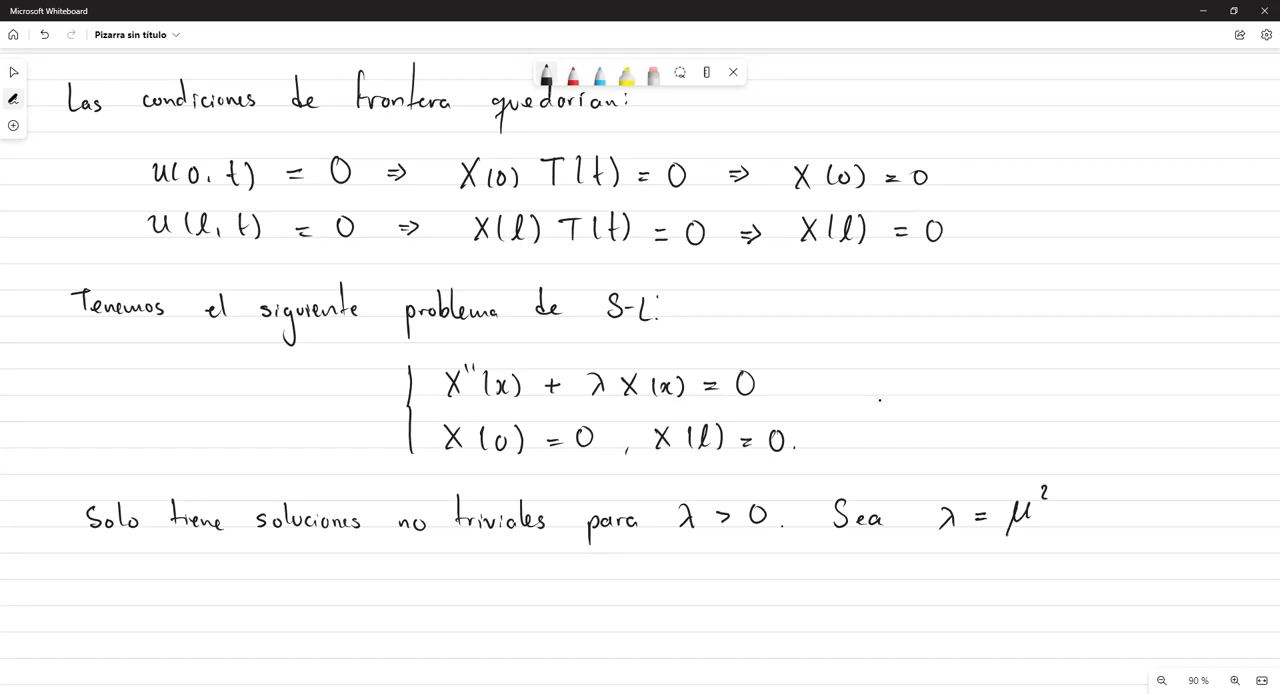 Microsoft Whiteboard
Pizarra sin título
Las condiciones de frontera quedarían:
u(0,t) = 0 ⇒ X(0) T(t) = 0 ⇒ X(0) = 0
u(l,t) = 0 ⇒ X(l) T(t) = 0 ⇒ X(l) = 0
Tenemos el siguiente problema de S-L:
X''(x) + λ X(x) = 0
X(0) = 0 , X(l) = 0.
Solo tiene soluciones no triviales para λ > 0. Sea λ = μ²
90 %